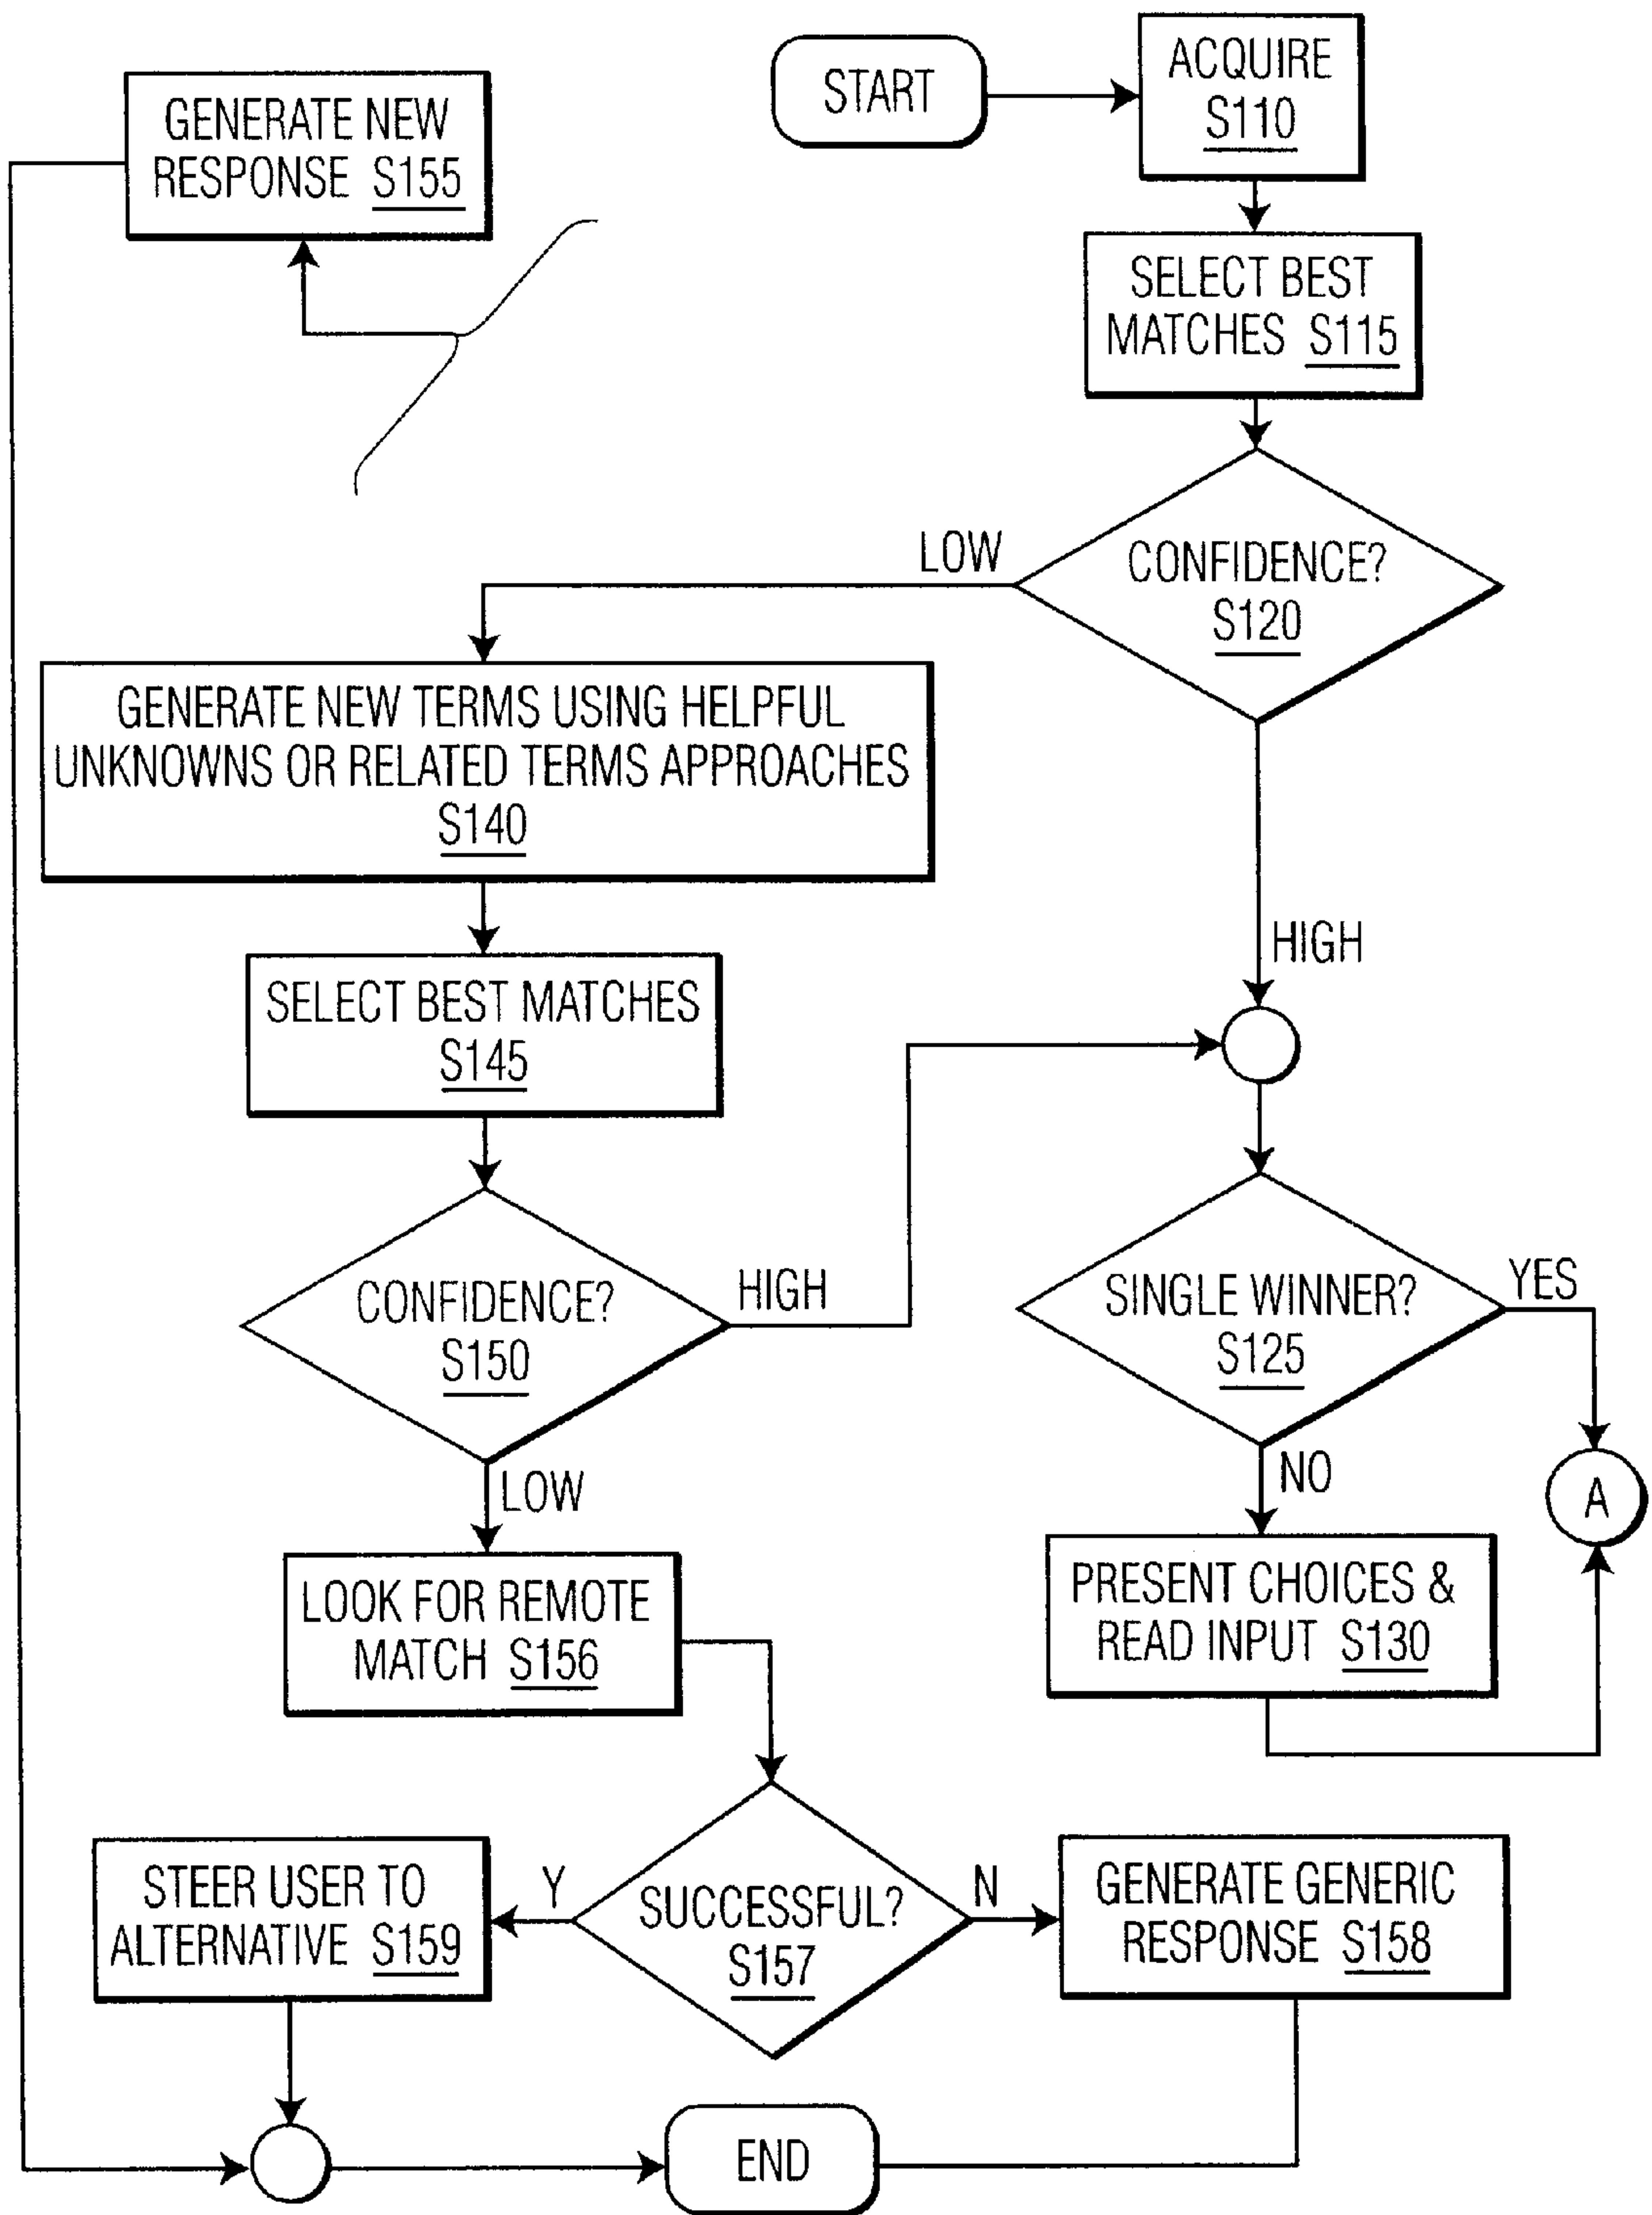 START
ACQUIRE
S110
GENERATE NEW
RESPONSE S155
SELECT BEST
MATCHES S115
LOW
CONFIDENCE?
S120
GENERATE NEW TERMS USING HELPFUL
UNKNOWNS OR RELATED TERMS APPROACHES
S140
HIGH
SELECT BEST MATCHES
S145
CONFIDENCE?
S150
HIGH
SINGLE WINNER?
S125
YES
LOW
NO
A
LOOK FOR REMOTE
MATCH S156
PRESENT CHOICES &
READ INPUT S130
STEER USER TO
ALTERNATIVE S159
Y
SUCCESSFUL?
S157
N
GENERATE GENERIC
RESPONSE S158
END